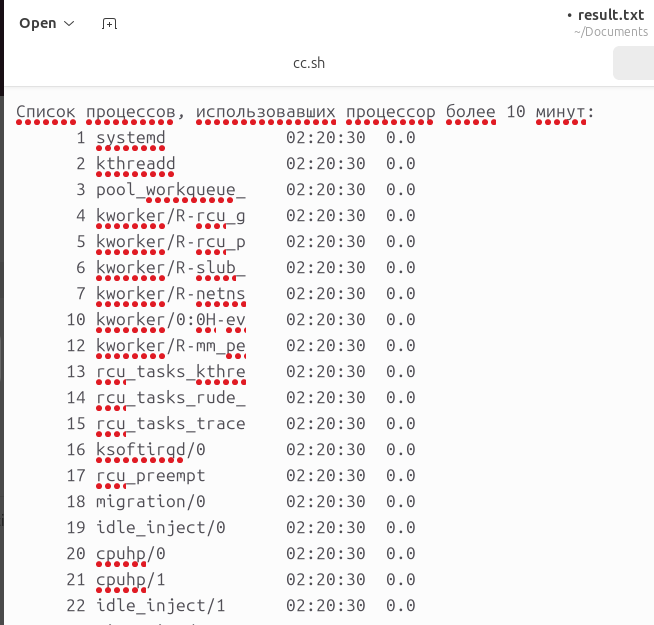 Open
• result.txt
~/Documents
cc.sh
Список процессов, использовавших процессор более 10 минут:
1 systemd 02:20:30 0.0
2 kthreadd 02:20:30 0.0
3 pool_workqueue_ 02:20:30 0.0
4 kworker/R-rcu_g 02:20:30 0.0
5 kworker/R-rcu_p 02:20:30 0.0
6 kworker/R-slub_ 02:20:30 0.0
7 kworker/R-netns 02:20:30 0.0
10 kworker/0:0H-ev 02:20:30 0.0
12 kworker/R-mm_pe 02:20:30 0.0
13 rcu_tasks_kthre 02:20:30 0.0
14 rcu_tasks_rude_ 02:20:30 0.0
15 rcu_tasks_trace 02:20:30 0.0
16 ksoftirqd/0 02:20:30 0.0
17 rcu_preempt 02:20:30 0.0
18 migration/0 02:20:30 0.0
19 idle_inject/0 02:20:30 0.0
20 cpuhp/0 02:20:30 0.0
21 cpuhp/1 02:20:30 0.0
22 idle_inject/1 02:20:30 0.0